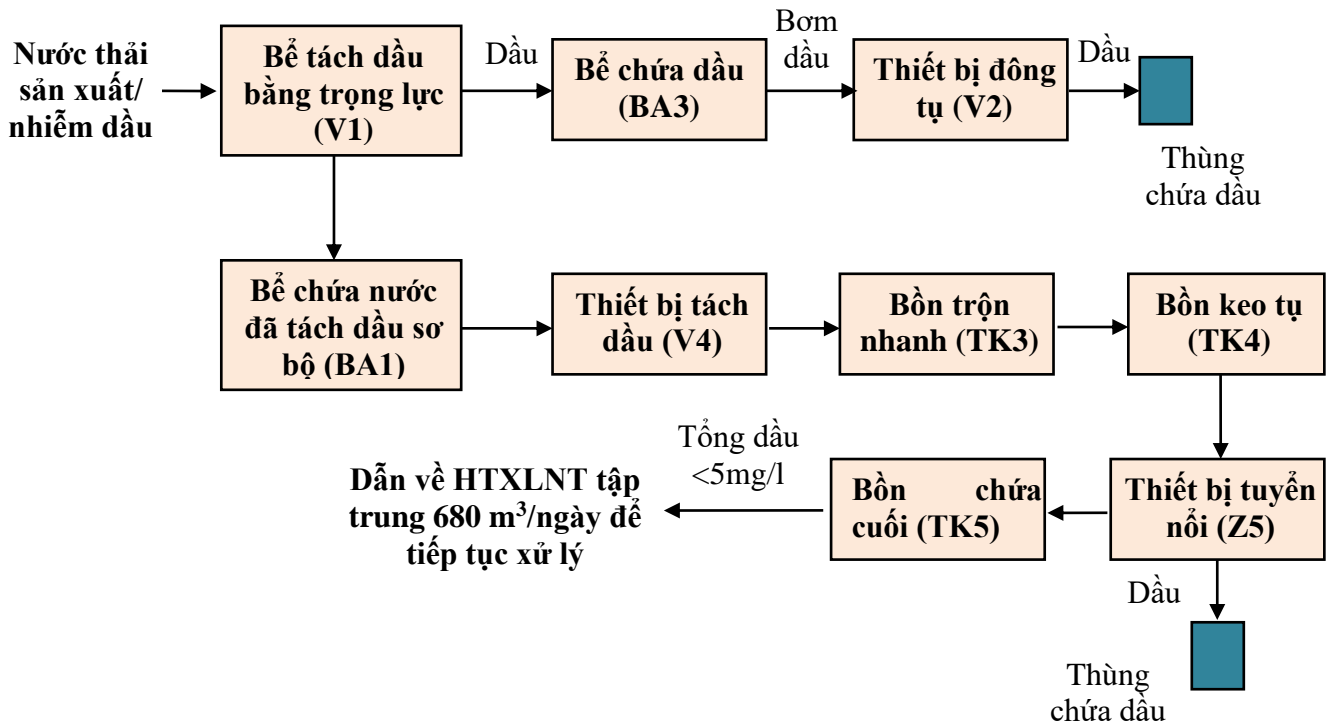 Nước thải
sản xuất/
nhiễm dầu
Bể tách dầu
bằng trọng lực
(V1)
Dầu
Bể chứa dầu
(BA3)
Bơm
dầu
Thiết bị đông
tụ (V2)
Dầu
Thùng
chứa dầu
Bể chứa nước
đã tách dầu sơ
bộ (BA1)
Thiết bị tách
dầu (V4)
Bồn trộn
nhanh (TK3)
Bồn keo tụ
(TK4)
Thiết bị tuyển
nổi (Z5)
Bồn chứa
cuối (TK5)
Tổng dầu
<5mg/l
Dẫn về HTXLNT tập
trung 680 m³/ngày để
tiếp tục xử lý
Dầu
Thùng
chứa dầu